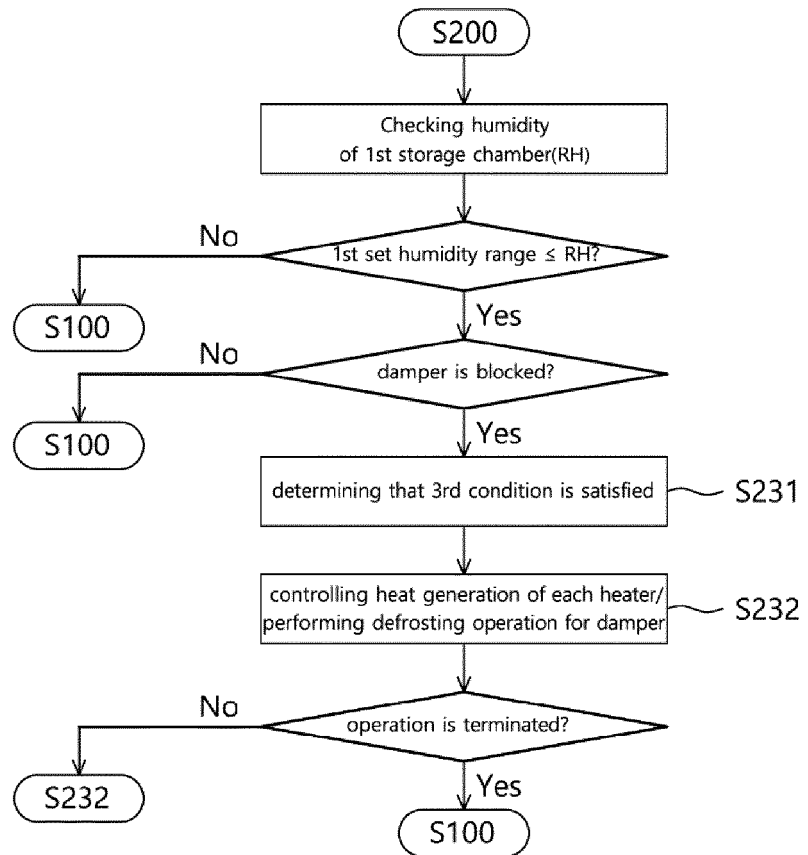 S200
Checking humidity
of 1st storage chamber(RH)
No
1st set humidity range ≤ RH?
S100
Yes
No
damper is blocked?
S100
Yes
determining that 3rd condition is satisfied
S231
controlling heat generation of each heater/
performing defrosting operation for damper
S232
No
operation is terminated?
S232
Yes
S100